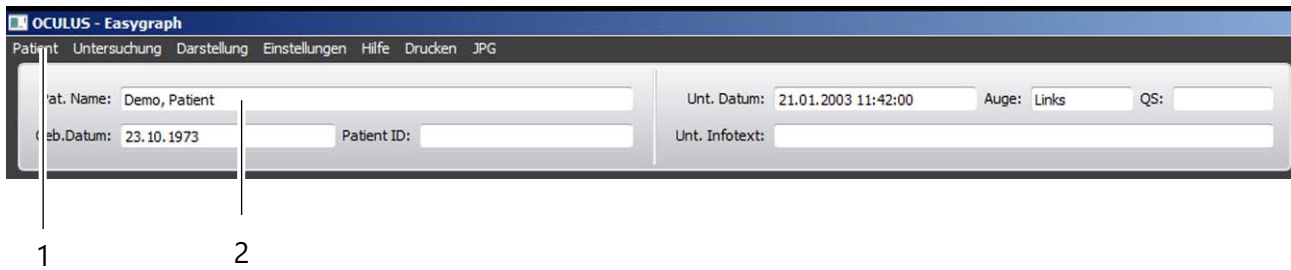 OCULUS - Easygraph
Patient Untersuchung Darstellung Einstellungen Hilfe Drucken JPG
Pat. Name: Demo, Patient Unt. Datum: 21.01.2003 11:42:00 Auge: Links QS:
Geb.Datum: 23.10.1973 Patient ID: Unt. Infotext:
1 2